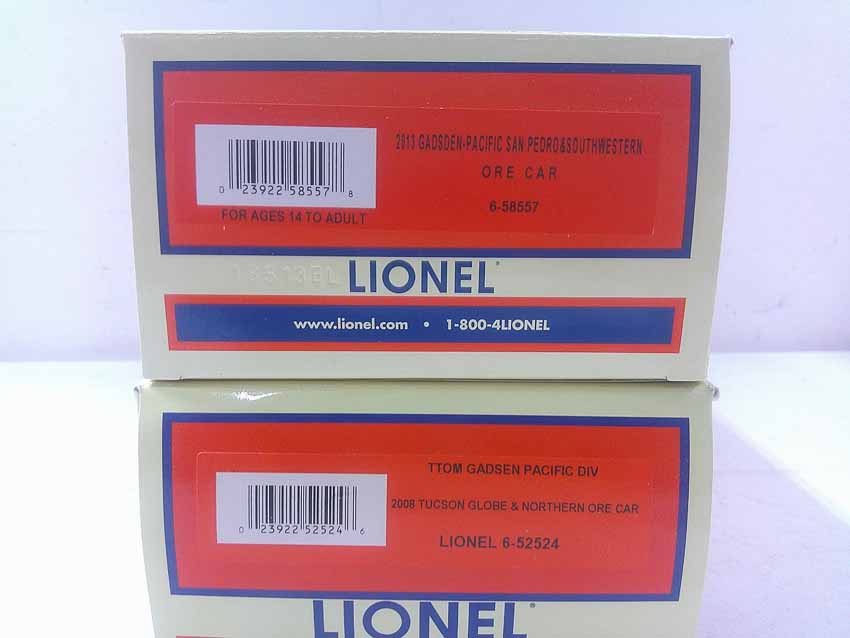 2013 GADSDEN-PACIFIC SAN PEDRO&SOUTHWESTERN
ORE CAR
6-58557
0 23922 58557 8
FOR AGES 14 TO ADULT
LIONEL
www.lionel.com • 1-800-4LIONEL
TTOM GADSEN PACIFIC DIV
2008 TUCSON GLOBE & NORTHERN ORE CAR
LIONEL 6-52524
0 23922 52524 6
LIONEL